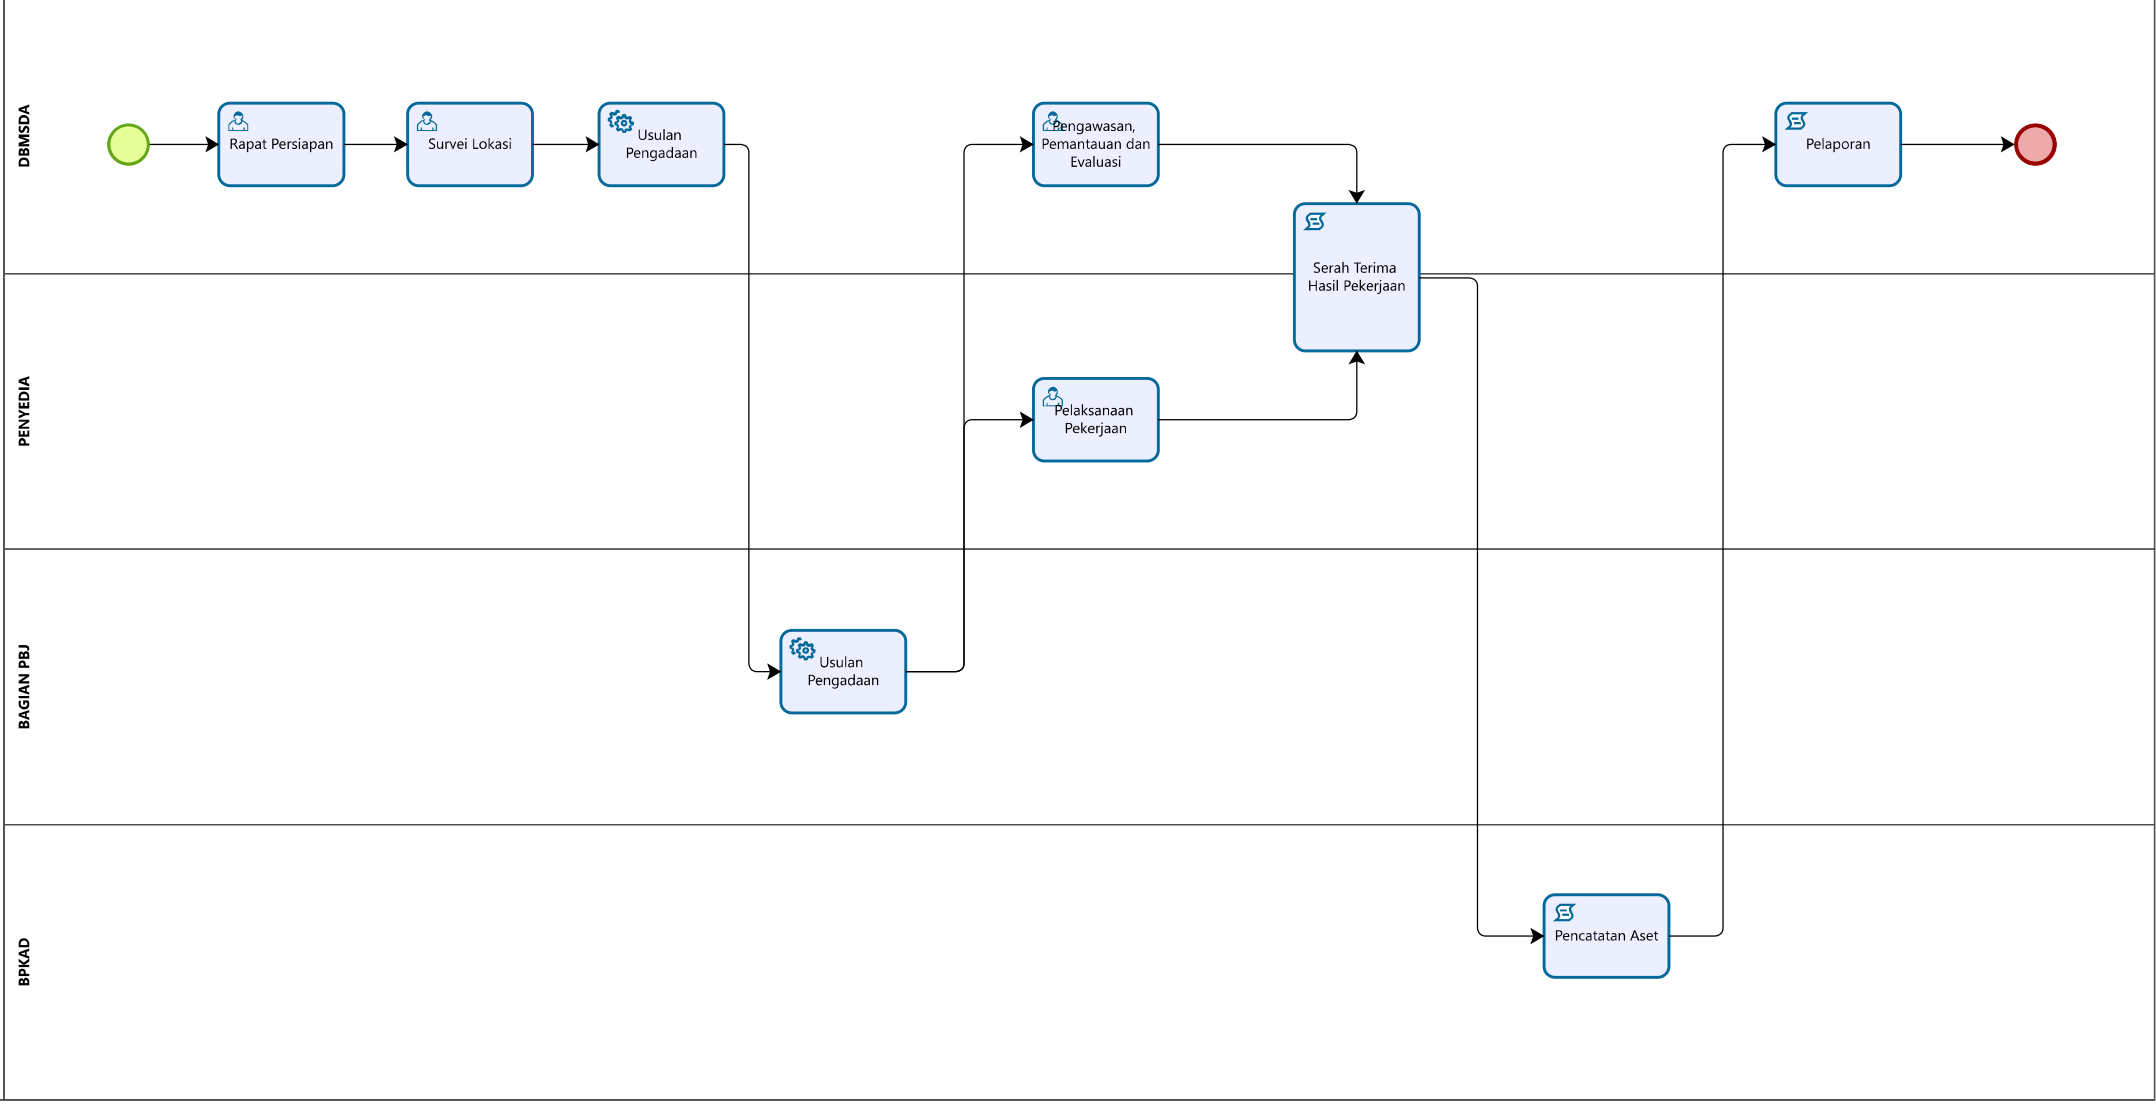 DBMSDA
Rapat Persiapan
Survei Lokasi
Usulan
Pengadaan
Pengawasan,
Pemantauan dan
Evaluasi
Pelaporan
Serah Terima
Hasil Pekerjaan
PENYEDIA
Pelaksanaan
Pekerjaan
BAGIAN PBJ
Usulan
Pengadaan
BPKAD
Pencatatan Aset